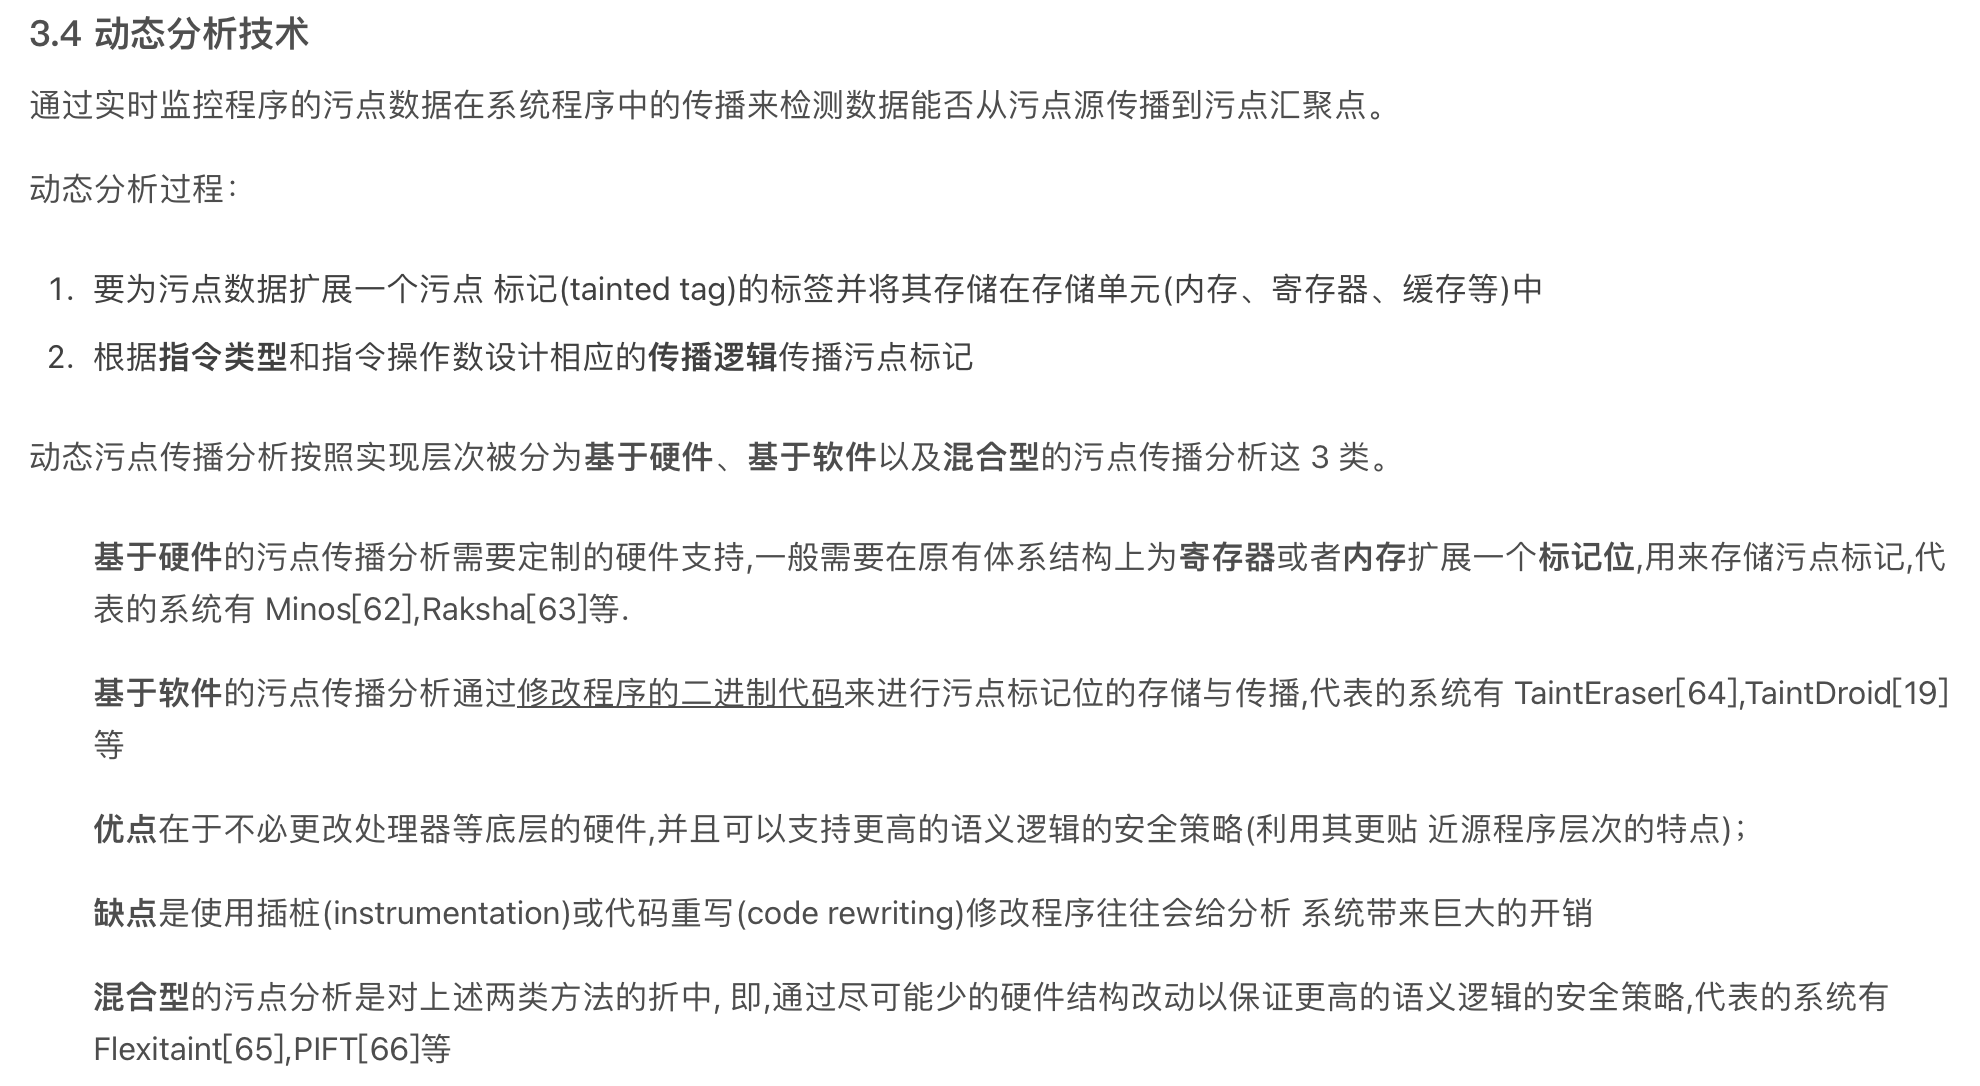 3.4 动态分析技术
通过实时监控程序的污点数据在系统程序中的传播来检测数据能否从污点源传播到污点汇聚点。
动态分析过程：
1. 要为污点数据扩展一个污点 标记(tainted tag)的标签并将其存储在存储单元(内存、寄存器、缓存等)中
2. 根据指令类型和指令操作数设计相应的传播逻辑传播污点标记
动态污点传播分析按照实现层次被分为基于硬件、基于软件以及混合型的污点传播分析这 3 类。
基于硬件的污点传播分析需要定制的硬件支持,一般需要在原有体系结构上为寄存器或者内存扩展一个标记位,用来存储污点标记,代
表的系统有 Minos[62],Raksha[63]等.
基于软件的污点传播分析通过修改程序的二进制代码来进行污点标记位的存储与传播,代表的系统有 TaintEraser[64],TaintDroid[19]
等
优点在于不必更改处理器等底层的硬件,并且可以支持更高的语义逻辑的安全策略(利用其更贴 近源程序层次的特点)；
缺点是使用插桩(instrumentation)或代码重写(code rewriting)修改程序往往会给分析 系统带来巨大的开销
混合型的污点分析是对上述两类方法的折中, 即,通过尽可能少的硬件结构改动以保证更高的语义逻辑的安全策略,代表的系统有
Flexitaint[65],PIFT[66]等